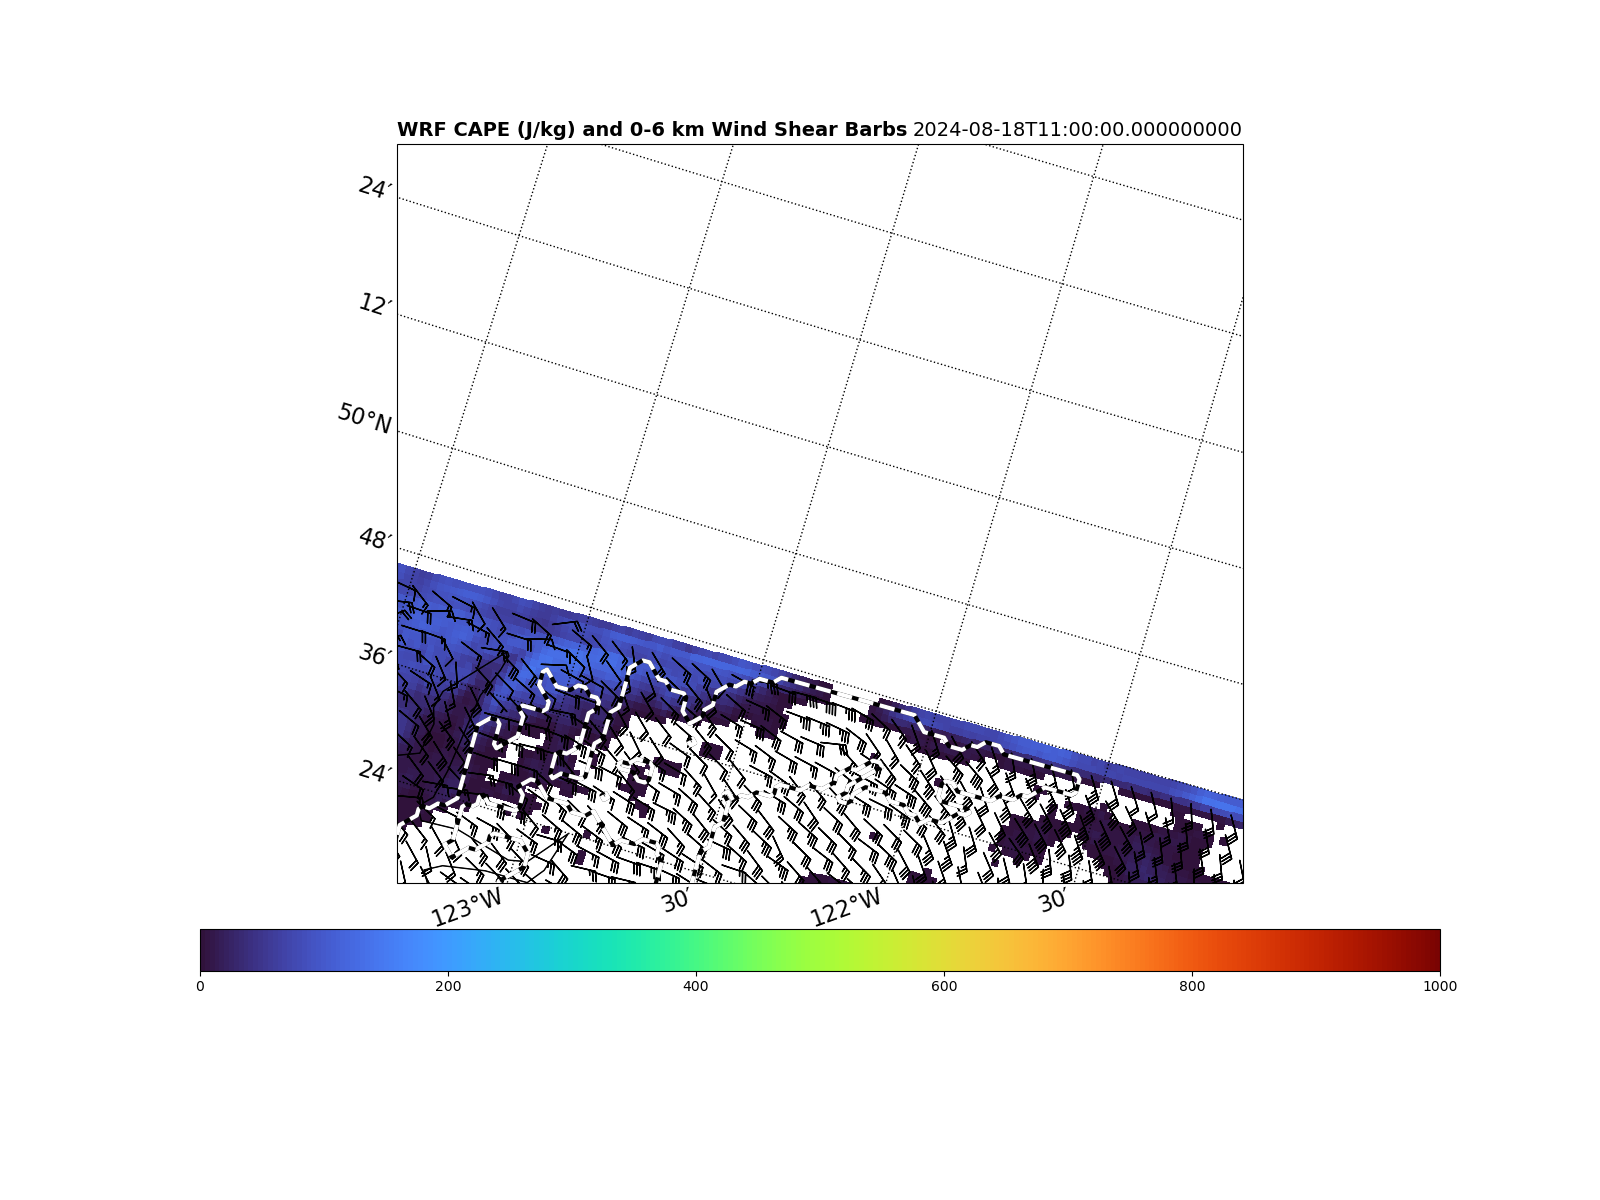 WRF CAPE (J/kg) and 0-6 km Wind Shear Barbs 2024-08-18T11:00:00.000000000
24′
12′
50°N
48′
36′
24′
123°W 30′ 122°W 30′
0 200 400 600 800 1000